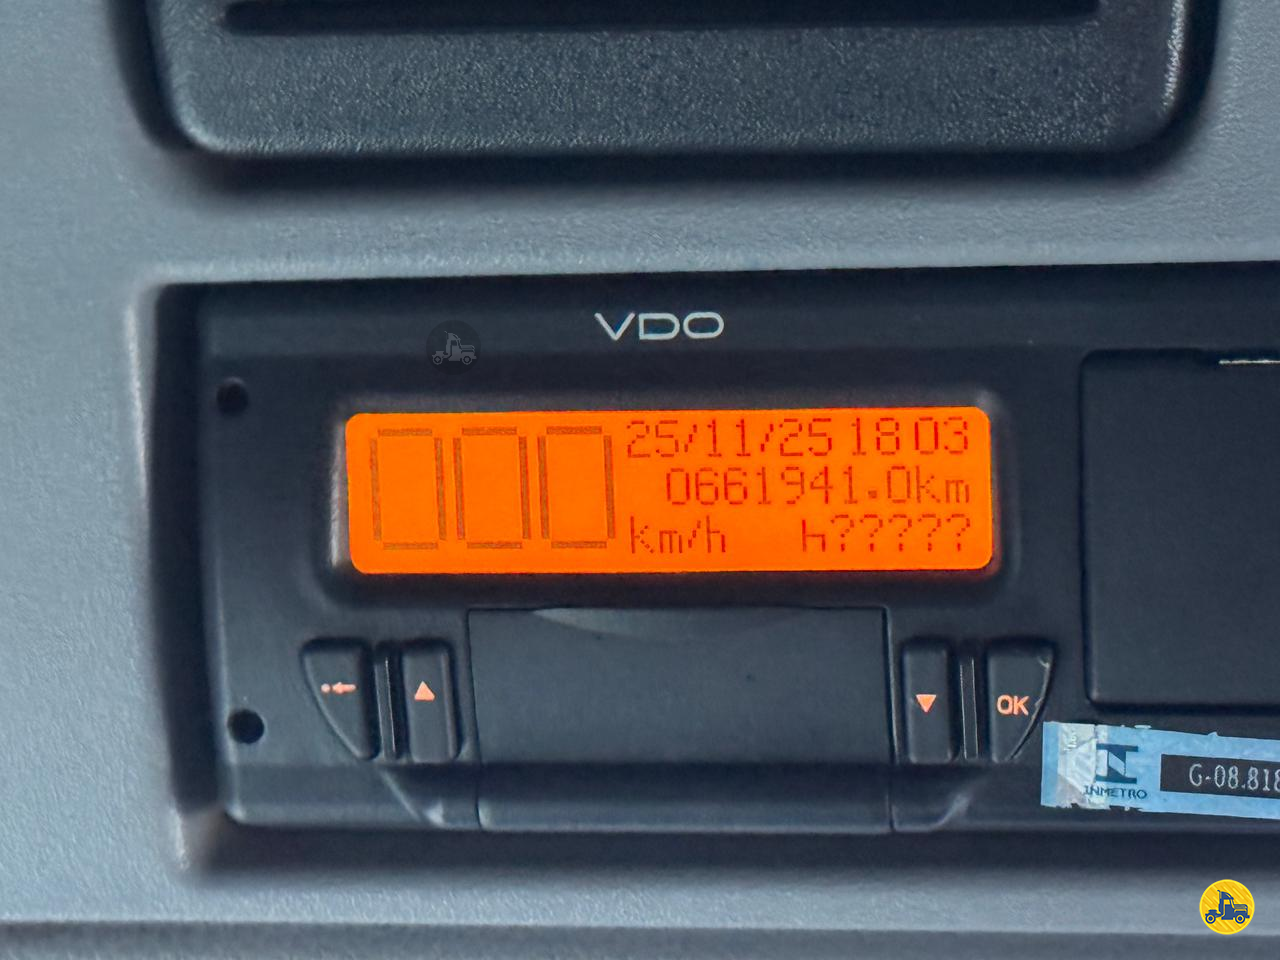 VDO
000
25/11/25 18 03
0661941.0km
km/h h?????
OK
INMETRO
G-08.818